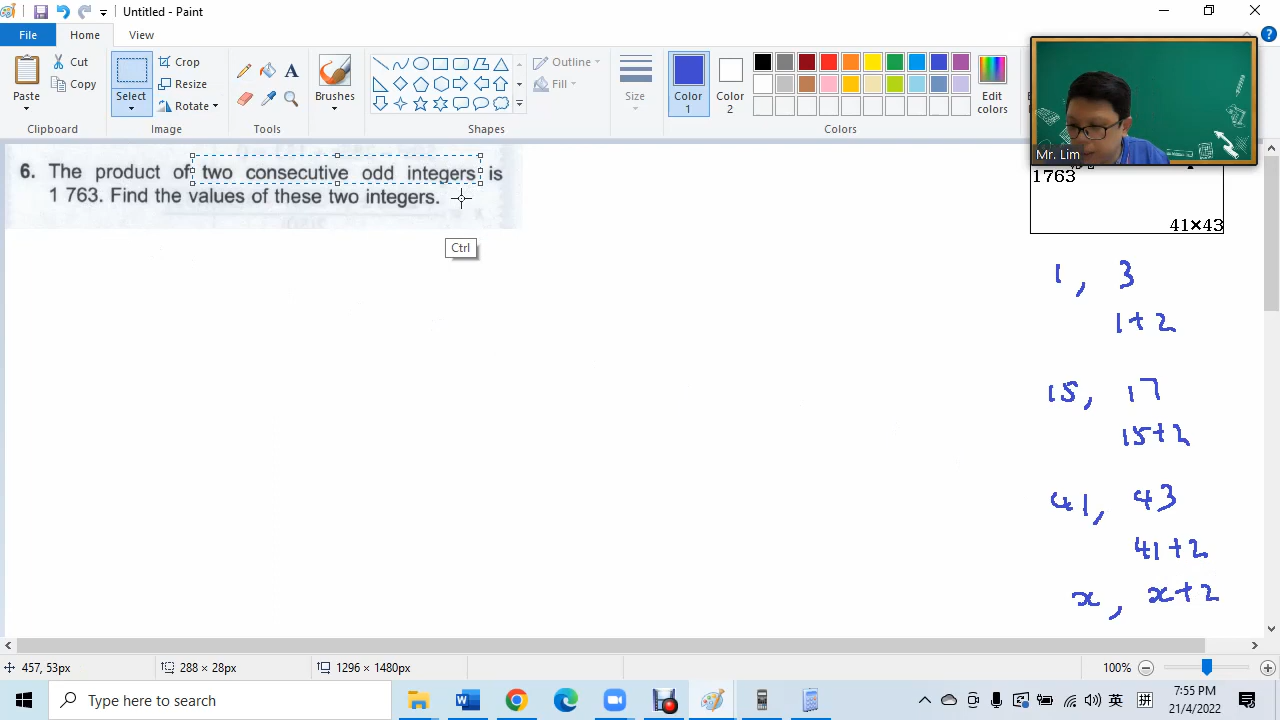 Untitled - Paint
File
Home
View
Paste
Cut
Copy
Clipboard
Select
Crop
Resize
Rotate
Image
Tools
Brushes
Shapes
Outline
Fill
Size
Color 1
Color 2
Edit colors
Colors
Mr. Lim
6. The product of two consecutive odd integers is
1 763. Find the values of these two integers.
Ctrl
1763
41×43
1, 3
1+2
15, 17
15+2
41, 43
41+2
x, x+2
457, 53px
288 × 28px
1296 × 1480px
100%
Type here to search
英
拼
7:55 PM
21/4/2022